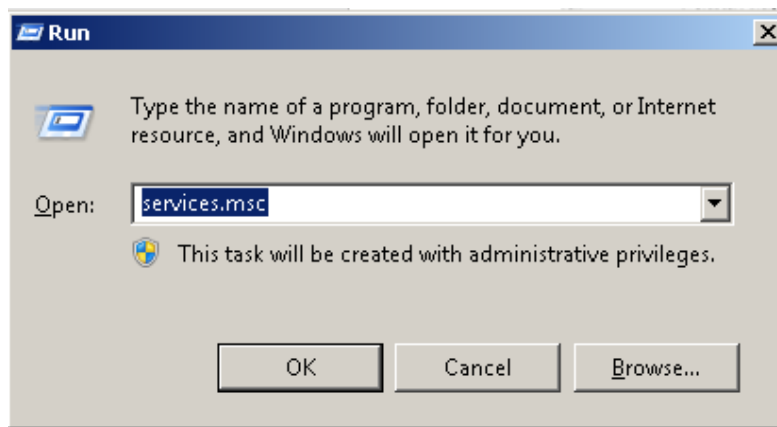 Run
Type the name of a program, folder, document, or Internet
resource, and Windows will open it for you.
Open: services.msc
This task will be created with administrative privileges.
OK Cancel Browse...